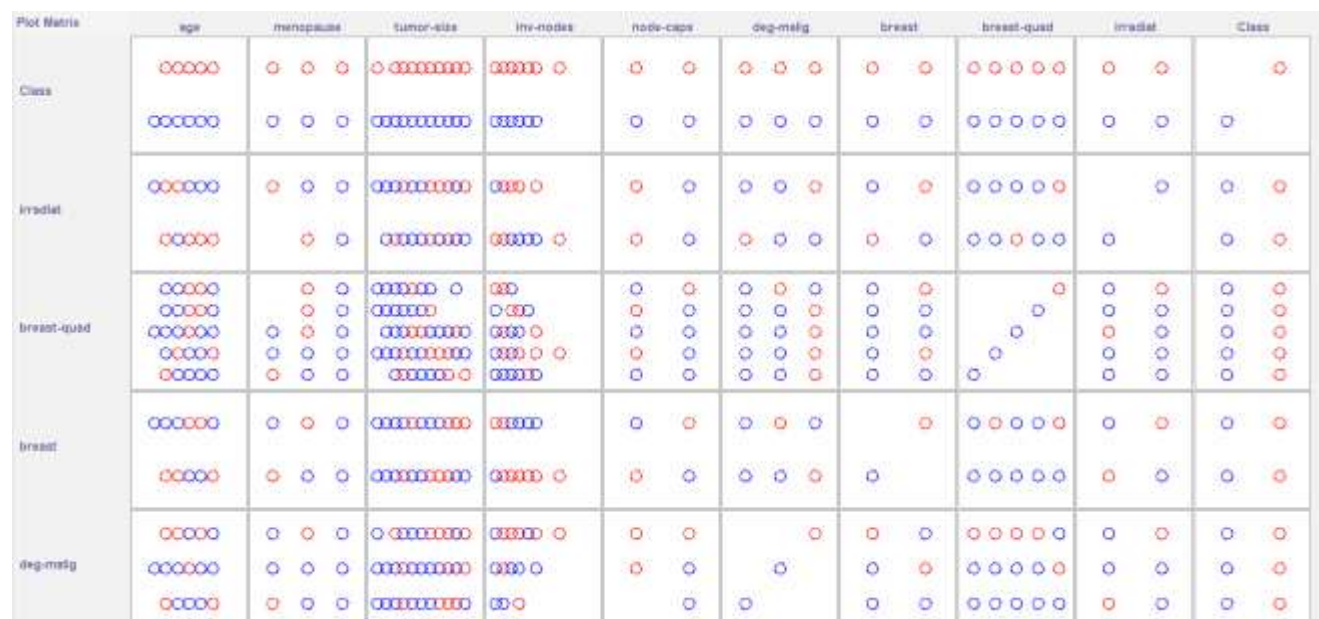 Plot Matrix
age menopause tumor-size inv-nodes node-caps deg-malig breast breast-quad irradiat Class
Class
irradiat
breast-quad
breast
deg-malig